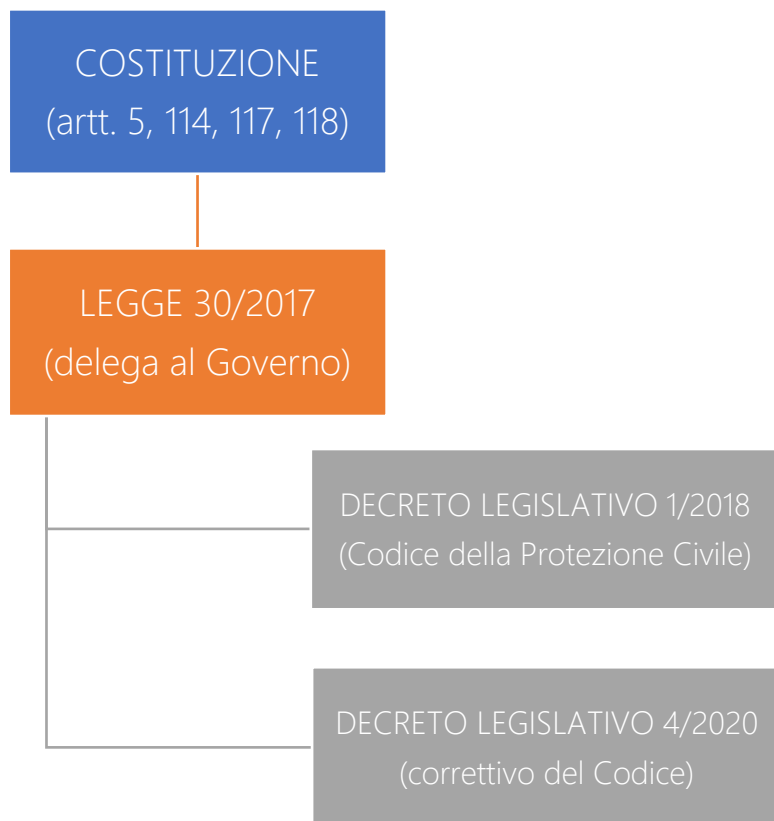 COSTITUZIONE
(artt. 5, 114, 117, 118)
LEGGE 30/2017
(delega al Governo)
DECRETO LEGISLATIVO 1/2018
(Codice della Protezione Civile)
DECRETO LEGISLATIVO 4/2020
(correttivo del Codice)